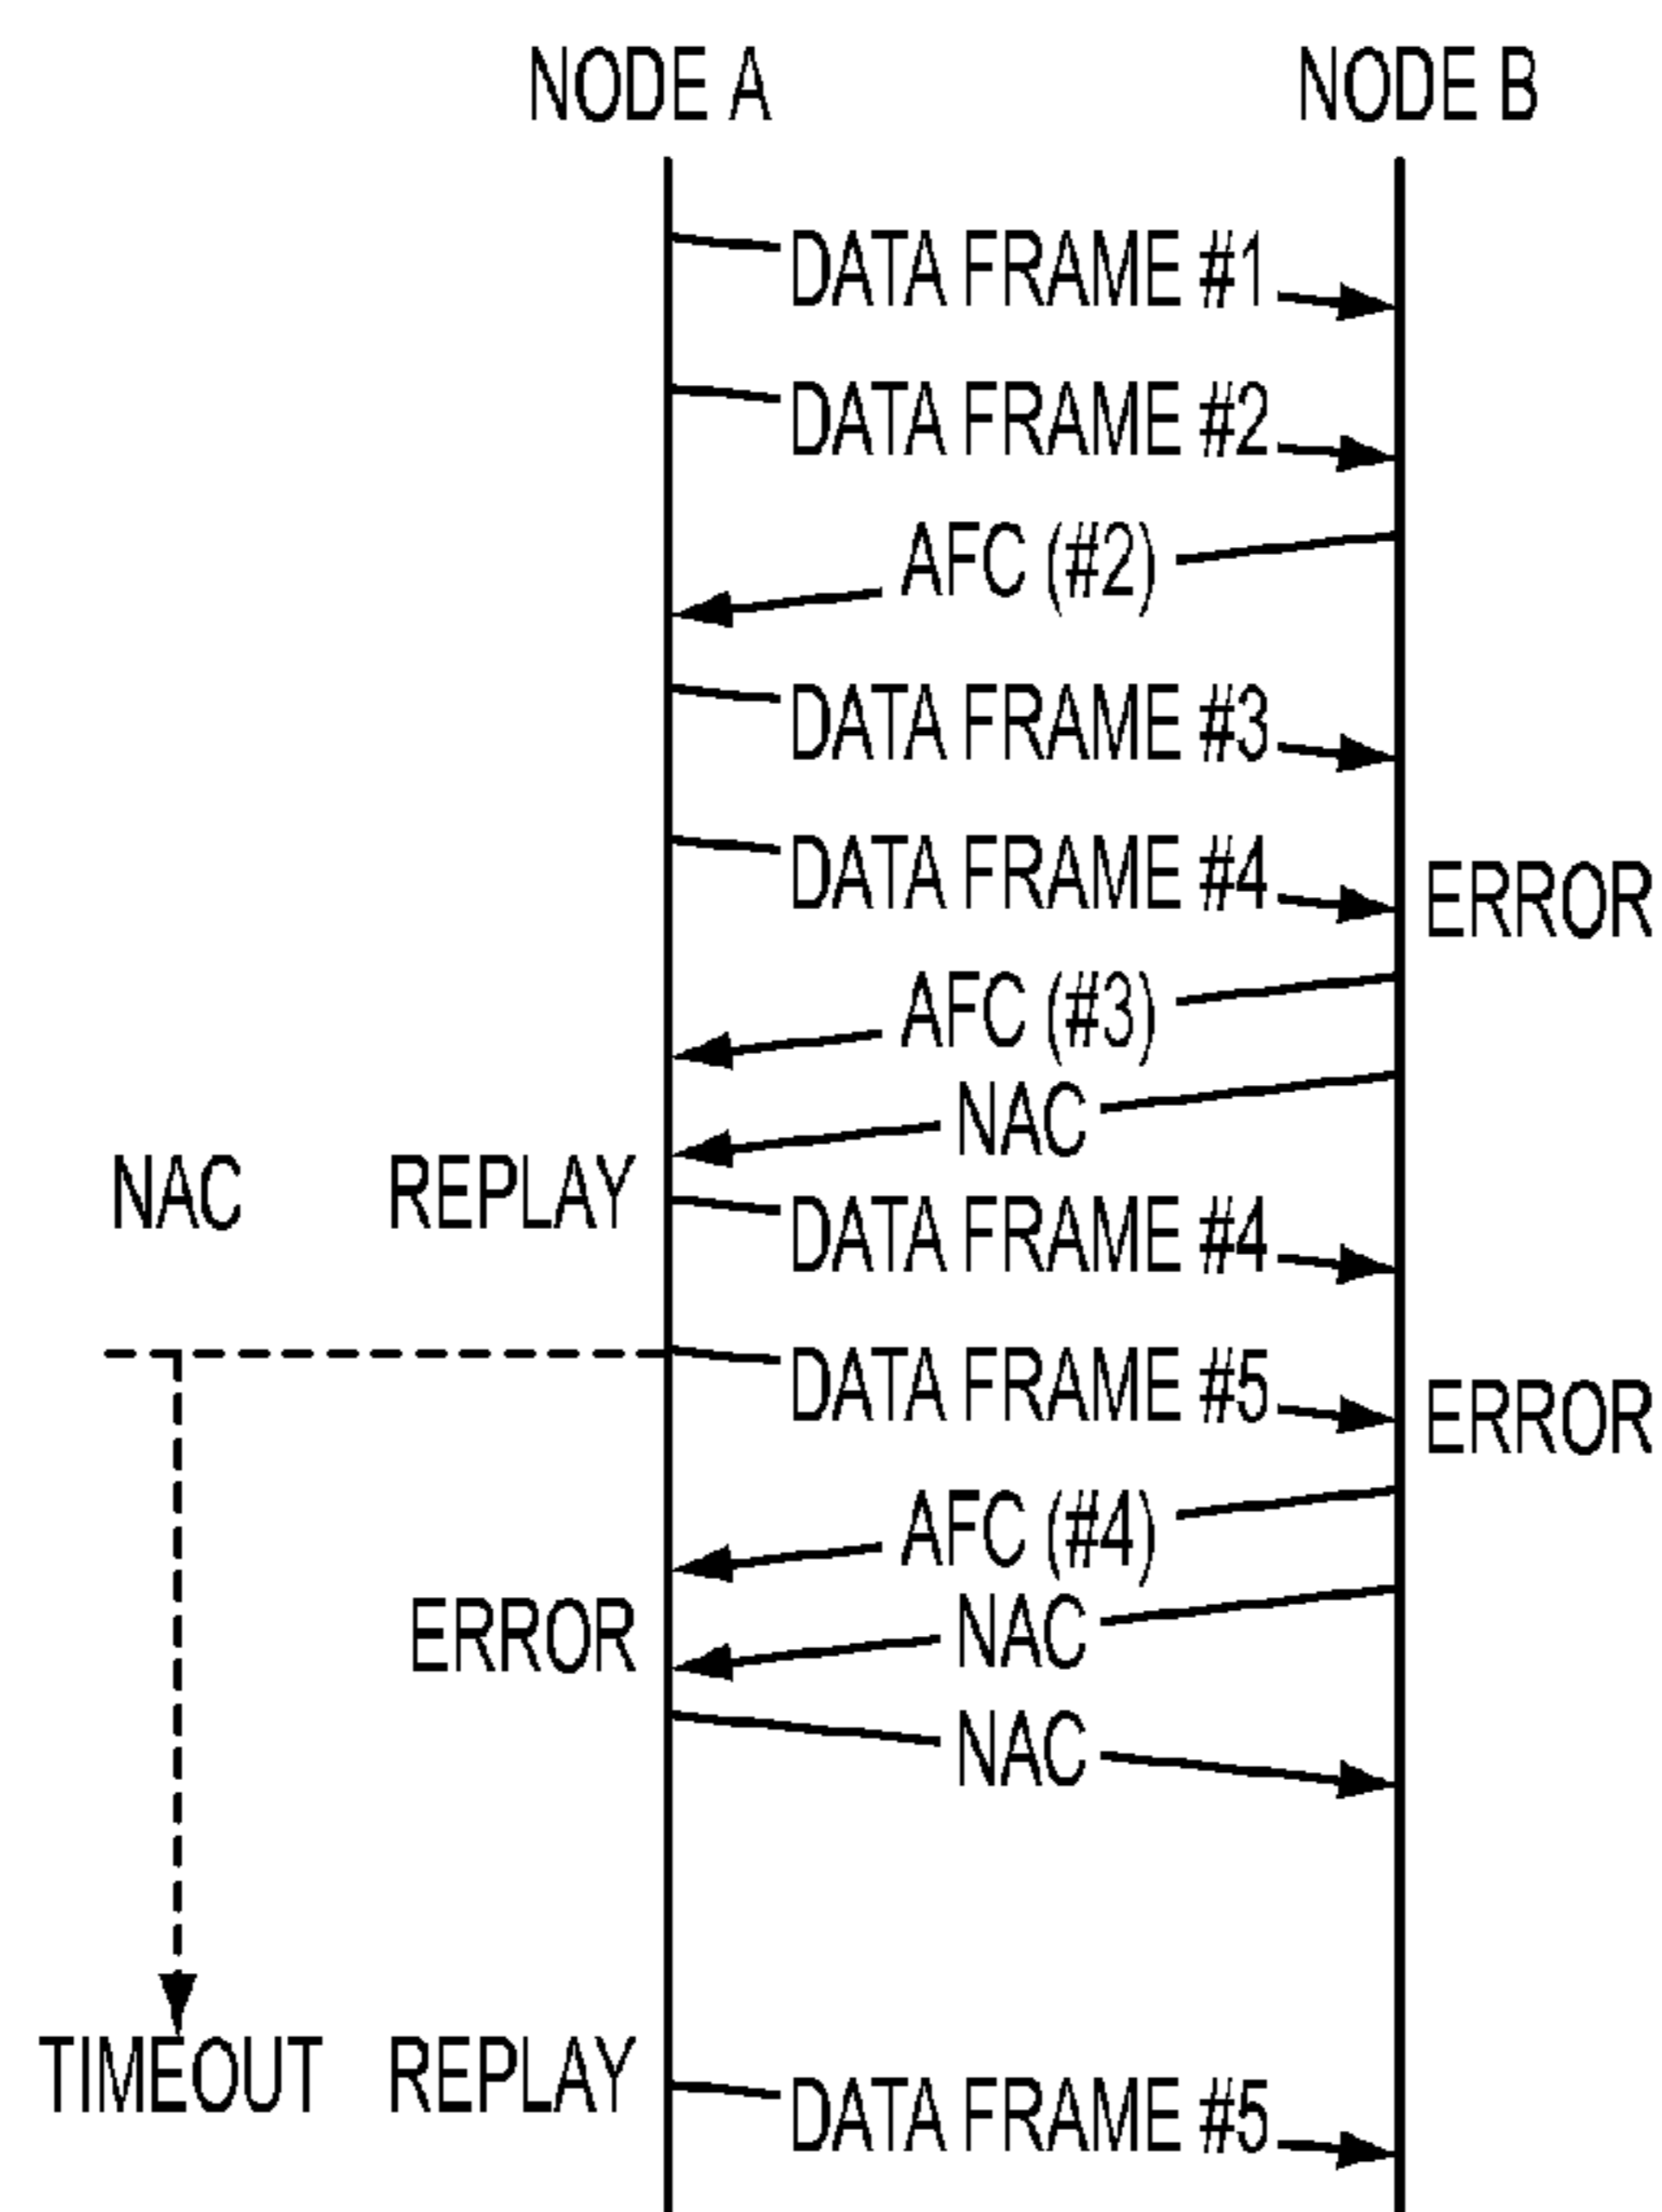 NODE A NODE B
DATA FRAME #1
DATA FRAME #2
AFC (#2)
DATA FRAME #3
DATA FRAME #4
ERROR
AFC (#3)
NAC
NAC REPLAY
DATA FRAME #4
DATA FRAME #5
ERROR
AFC (#4)
ERROR
NAC
NAC
TIMEOUT REPLAY
DATA FRAME #5